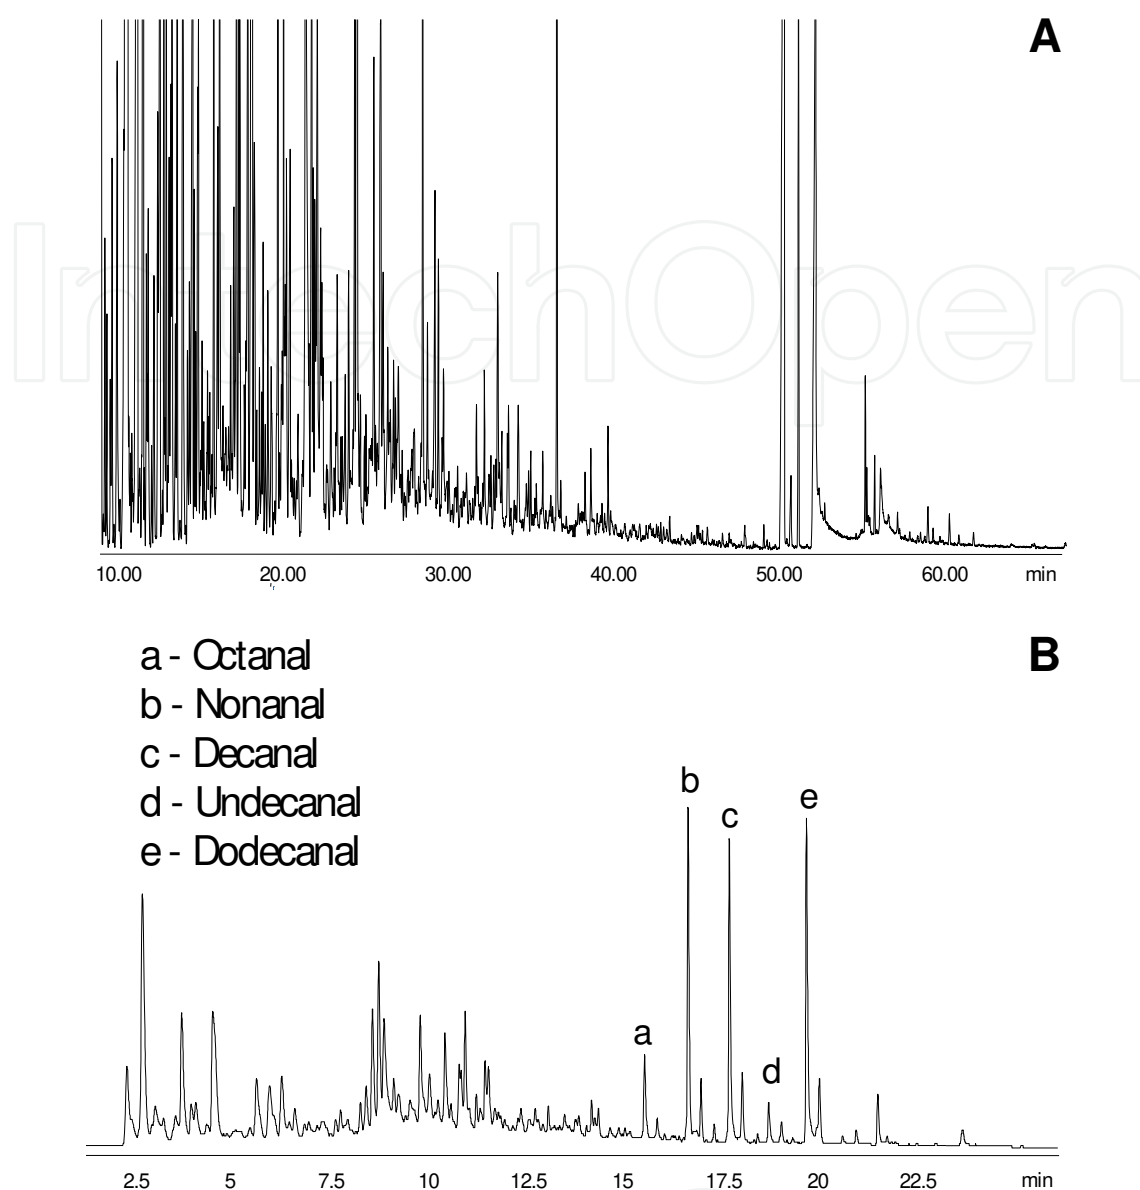 A
IntechOpen
10.00 20.00 30.00 40.00 50.00 60.00 min
B
a - Octanal
b - Nonanal
c - Decanal
d - Undecanal
e - Dodecanal
b
e
c
a
d
2.5 5 7.5 10 12.5 15 17.5 20 22.5 min